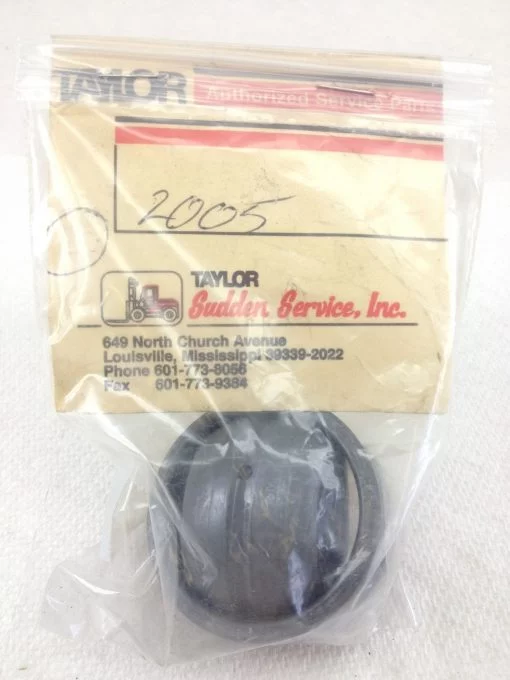 TAYLOR
Authorized Service Parts
2005
TAYLOR
Sudden Service, Inc.
649 North Church Avenue
Louisville, Mississippi 39339-2022
Phone 601-773-8056
Fax 601-773-9384